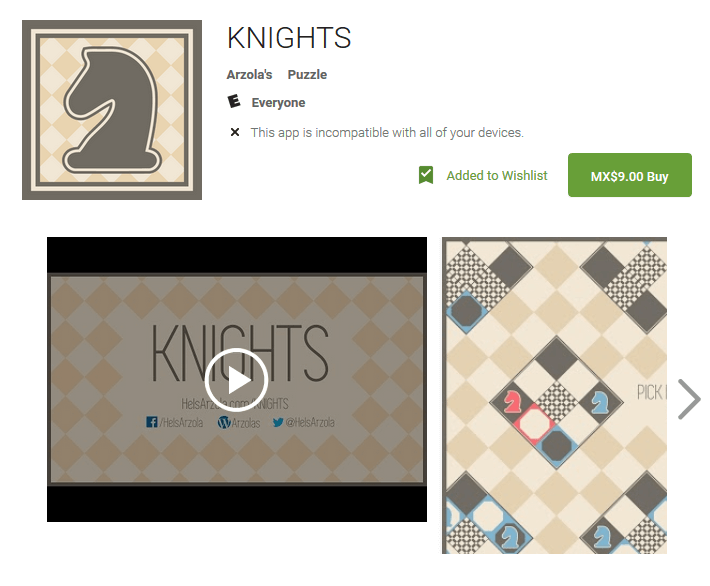 KNIGHTS
Arzola's Puzzle
E Everyone
This app is incompatible with all of your devices.
Added to Wishlist
MX$9.00 Buy
KNIGHTS
HelsArzola.com/KNIGHTS
/HelsArzola
Arzolas
@HelsArzola
PICK